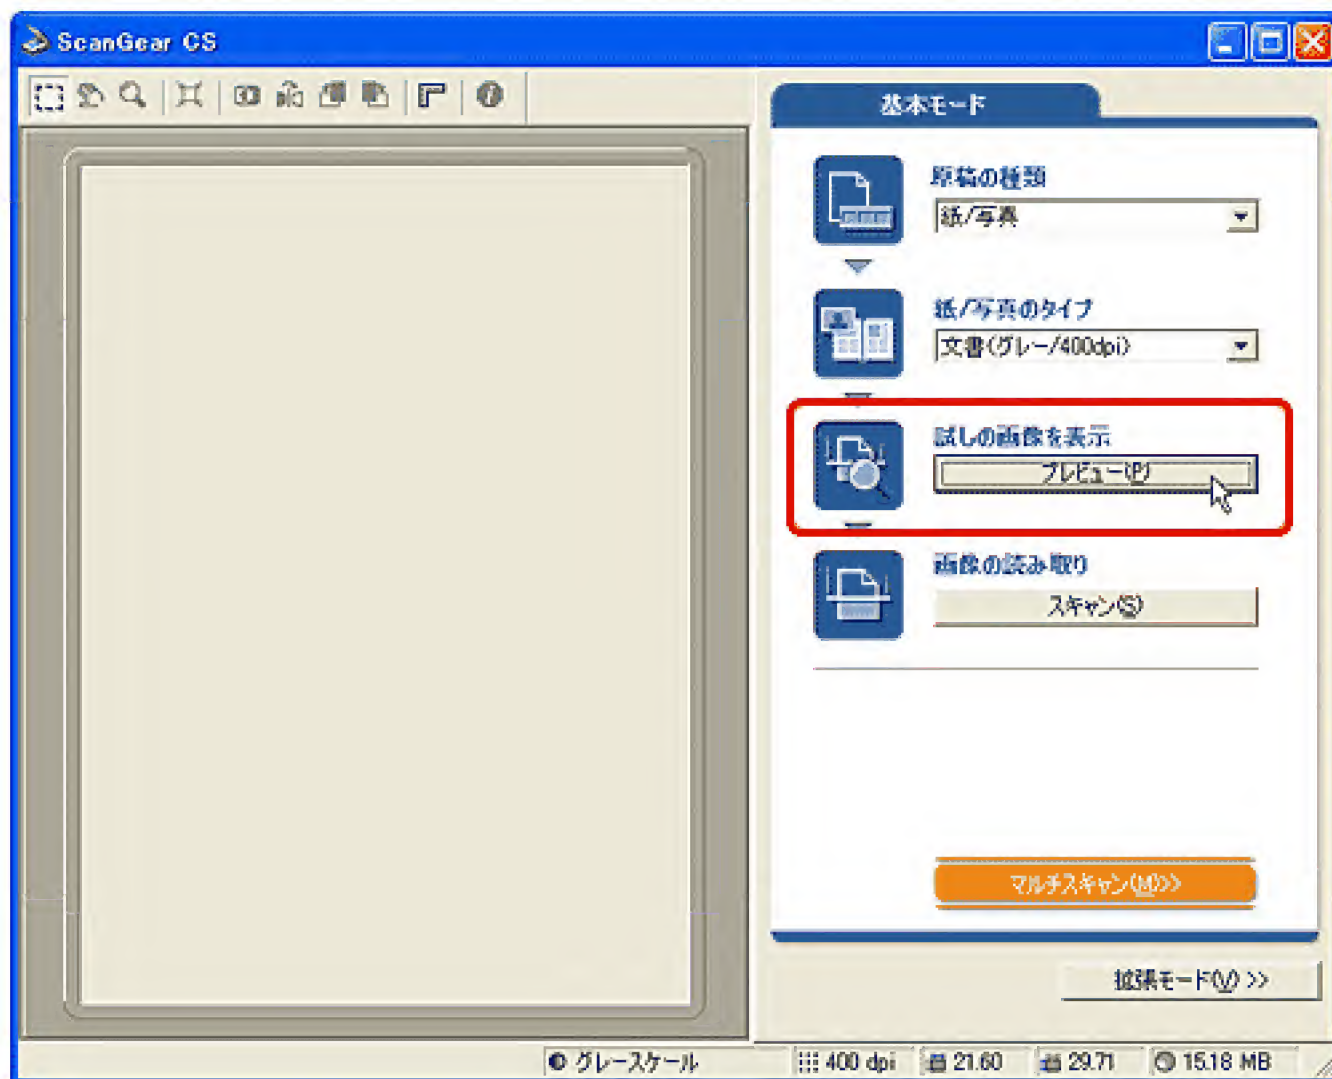 ScanGear CS
基本モード
原稿の種類
紙/写真
紙/写真のタイプ
文書(グレー/400dpi)
試しの画像を表示
プレビュー(P)
画像の読み取り
スキャン(S)
マルチスキャン(M)>>
拡張モード(V) >>
グレースケール 400 dpi 21.60 29.71 15.18 MB